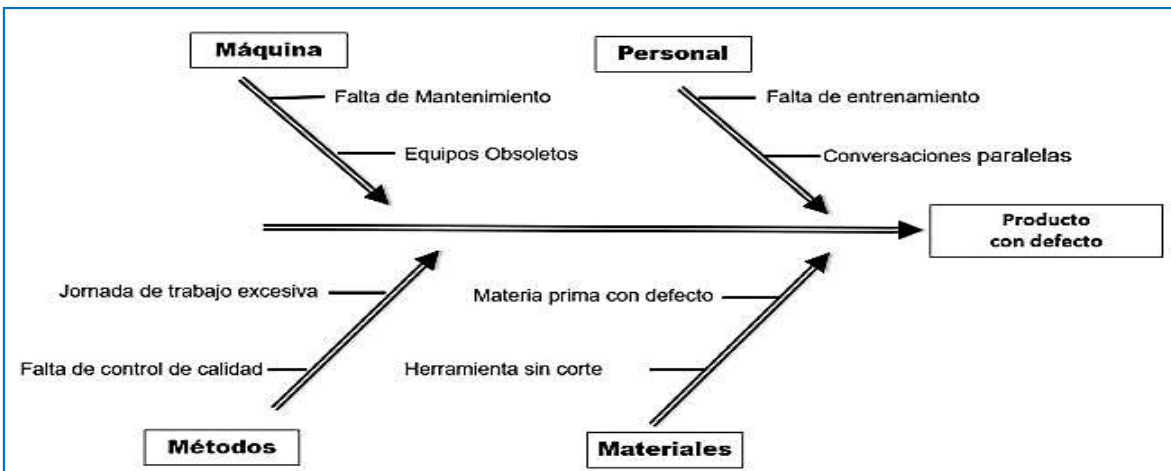 Máquina
Personal
Falta de Mantenimiento
Falta de entrenamiento
Equipos Obsoletos
Conversaciones paralelas
Producto
con defecto
Jornada de trabajo excesiva
Materia prima con defecto
Falta de control de calidad
Herramienta sin corte
Métodos
Materiales